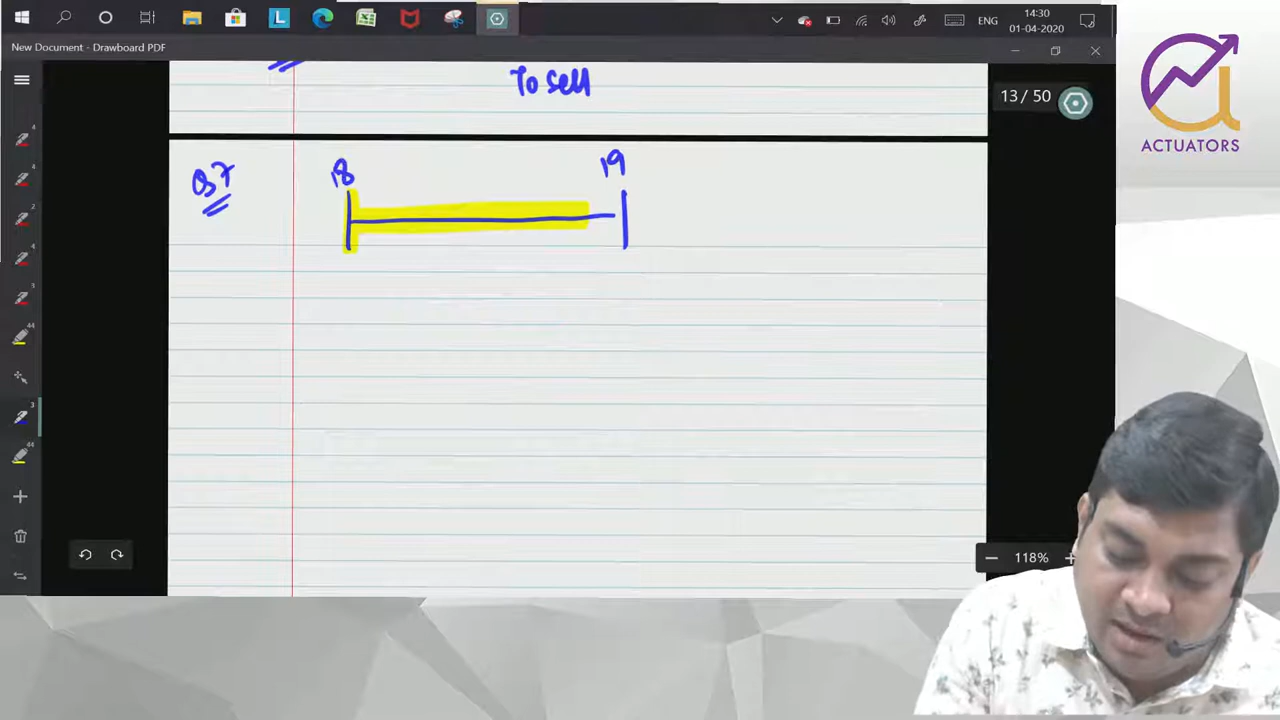 14:30
ENG
01-04-2020
New Document - Drawboard PDF
To sell
13 / 50
ACTUATORS
Q7
18
19
118%